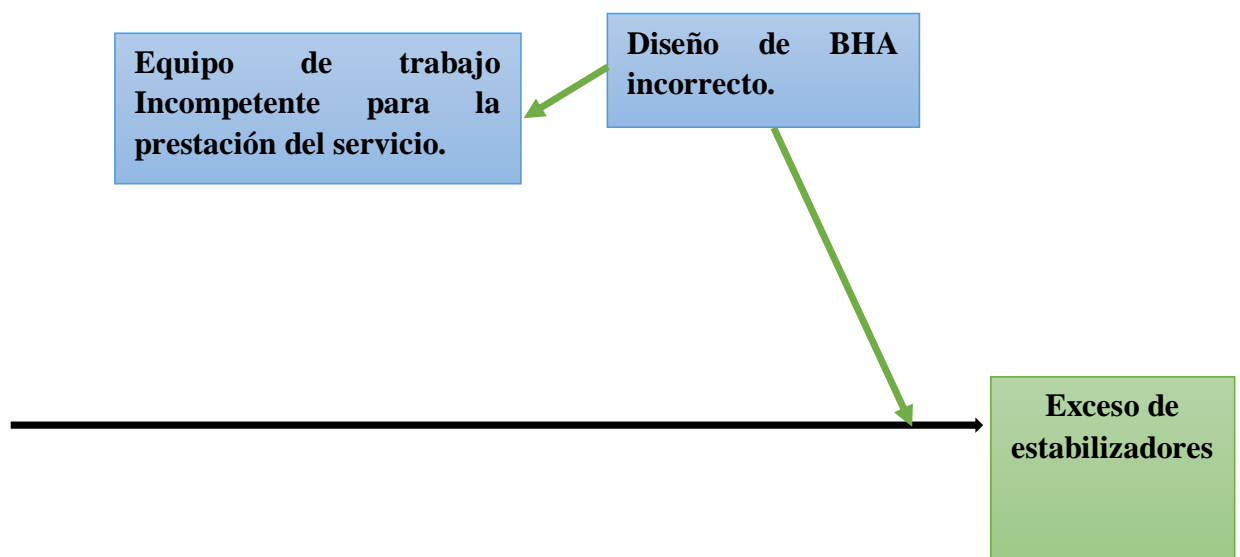 Equipo de trabajo
Incompetente para la
prestación del servicio.
Diseño de BHA
incorrecto.
Exceso de
estabilizadores